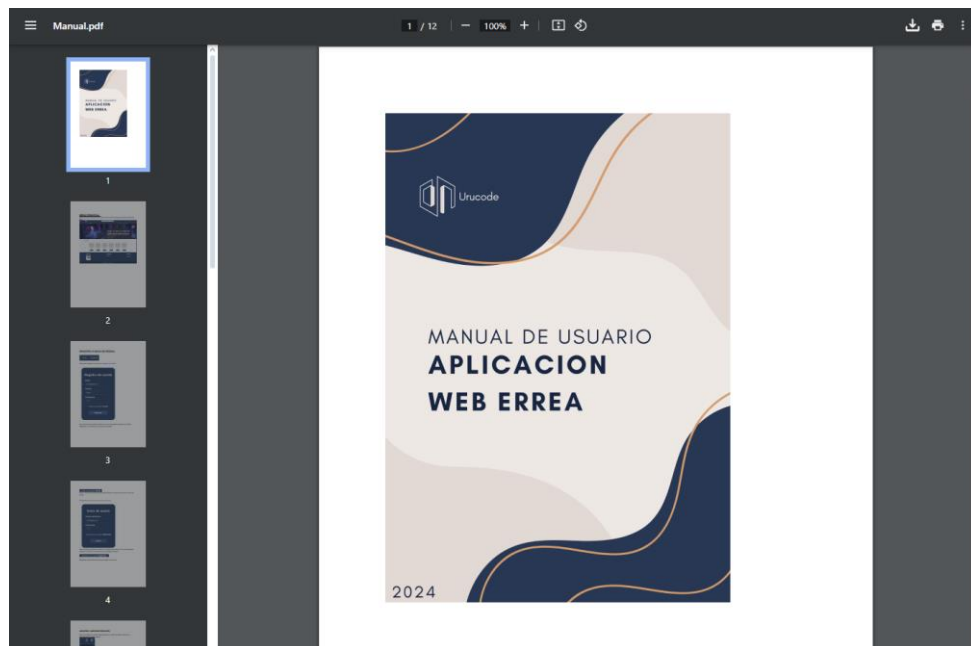 Manual.pdf
1 / 12
100%
1
2
3
4
Urucode
MANUAL DE USUARIO
APLICACION
WEB ERREA
2024